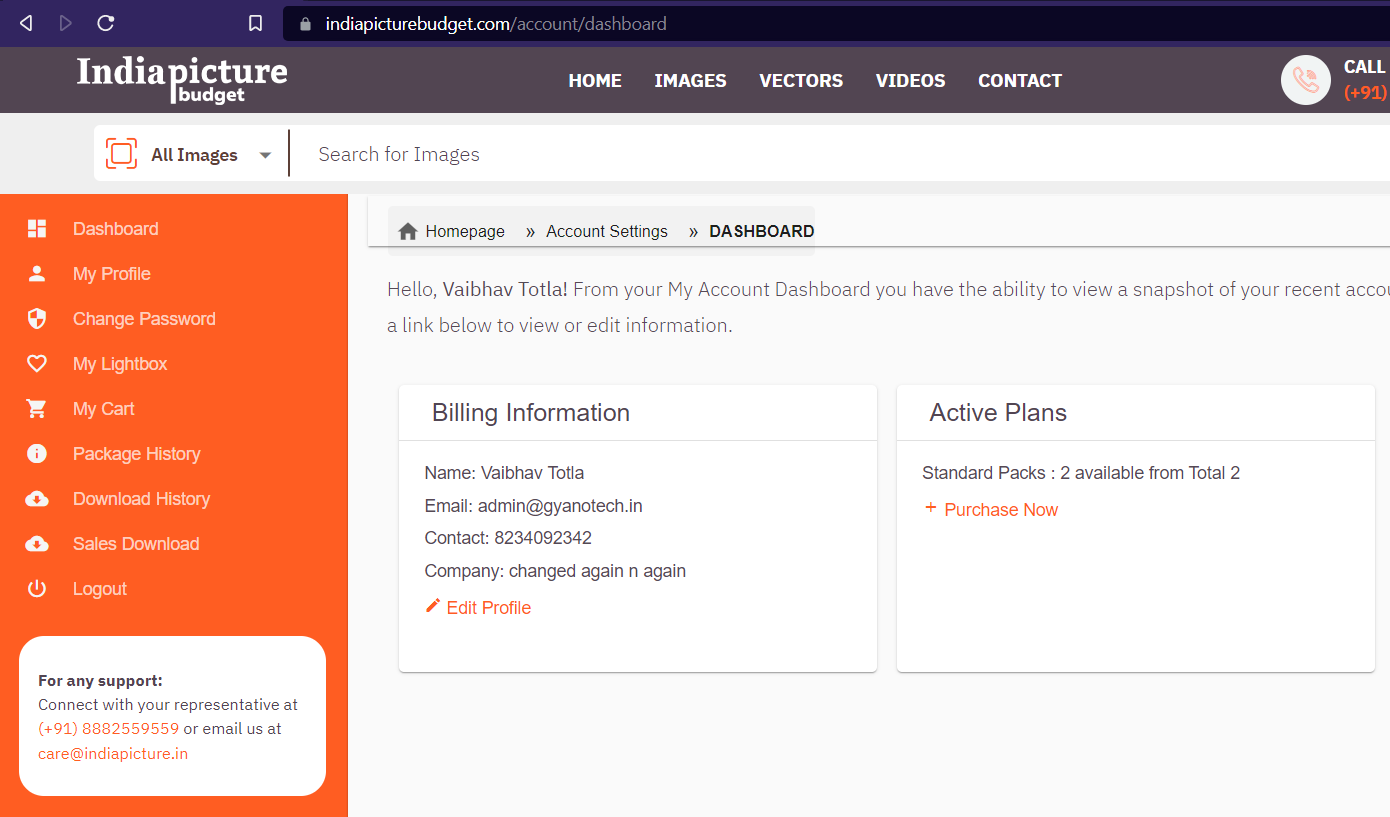 indiapicturebudget.com/account/dashboard
Indiapicture
budget
HOME IMAGES VECTORS VIDEOS CONTACT
CALL
(+91)
All Images
Search for Images
Dashboard
My Profile
Change Password
My Lightbox
My Cart
Package History
Download History
Sales Download
Logout
For any support:
Connect with your representative at
(+91) 8882559559 or email us at
care@indiapicture.in
Homepage » Account Settings » DASHBOARD
Hello, Vaibhav Totla! From your My Account Dashboard you have the ability to view a snapshot of your recent
a link below to view or edit information.
Billing Information
Name: Vaibhav Totla
Email: admin@gyanotech.in
Contact: 8234092342
Company: changed again n again
Edit Profile
Active Plans
Standard Packs : 2 available from Total 2
+ Purchase Now